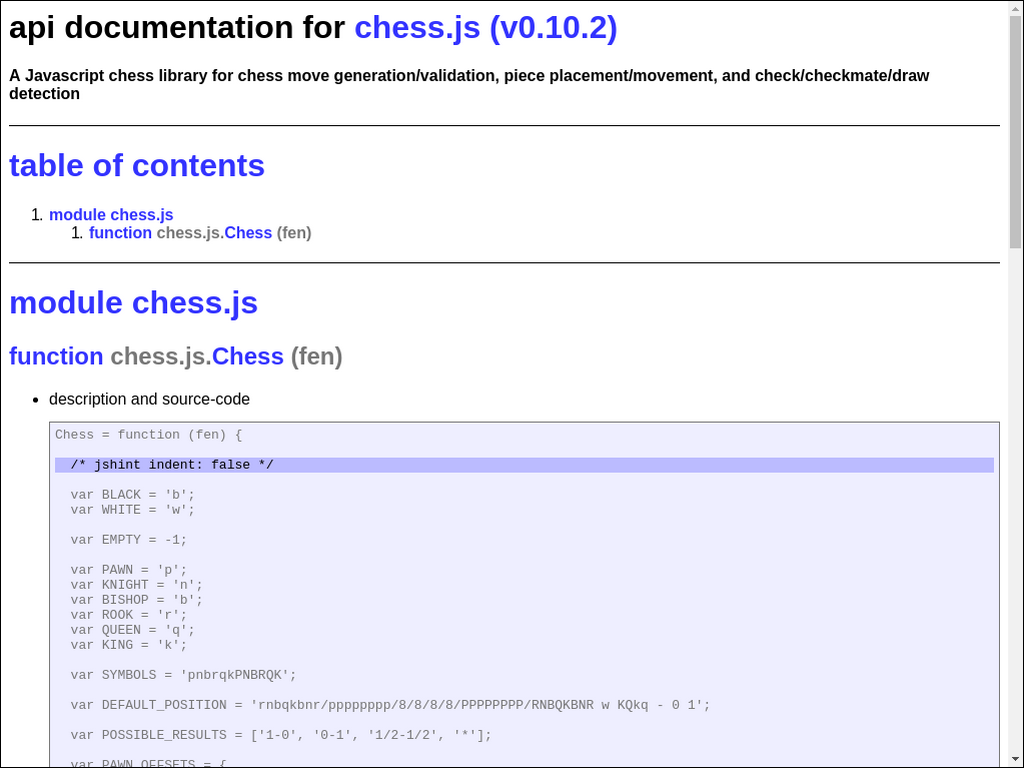 api documentation for chess.js (v0.10.2)
A Javascript chess library for chess move generation/validation, piece placement/movement, and check/checkmate/draw
detection
table of contents
1. module chess.js
1. function chess.js.Chess (fen)
module chess.js
function chess.js.Chess (fen)
• description and source-code
Chess = function (fen) {
/* jshint indent: false */
var BLACK = 'b';
var WHITE = 'w';
var EMPTY = -1;
var PAWN = 'p';
var KNIGHT = 'n';
var BISHOP = 'b';
var ROOK = 'r';
var QUEEN = 'q';
var KING = 'k';
var SYMBOLS = 'pnbrqkPNBRQK';
var DEFAULT_POSITION = 'rnbqkbnr/pppppppp/8/8/8/8/PPPPPPPP/RNBQKBNR w KQkq - 0 1';
var POSSIBLE_RESULTS = ['1-0', '0-1', '1/2-1/2', '*'];
var PAWN_OFFSETS = {